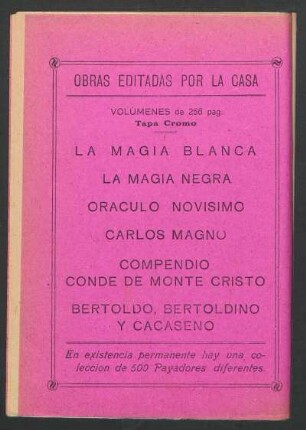 OBRAS EDITADAS POR LA CASA
VOLUMENES de 256 pag.
Tapa Cromo
LA MAGIA BLANCA
LA MAGIA NEGRA
ORACULO NOVISIMO
CARLOS MAGNO
COMPENDIO
CONDE DE MONTE CRISTO
BERTOLDO, BERTOLDINO
Y CACASENO
En existencia permanente hay una co-
leccion de 500 Payadores diferentes.